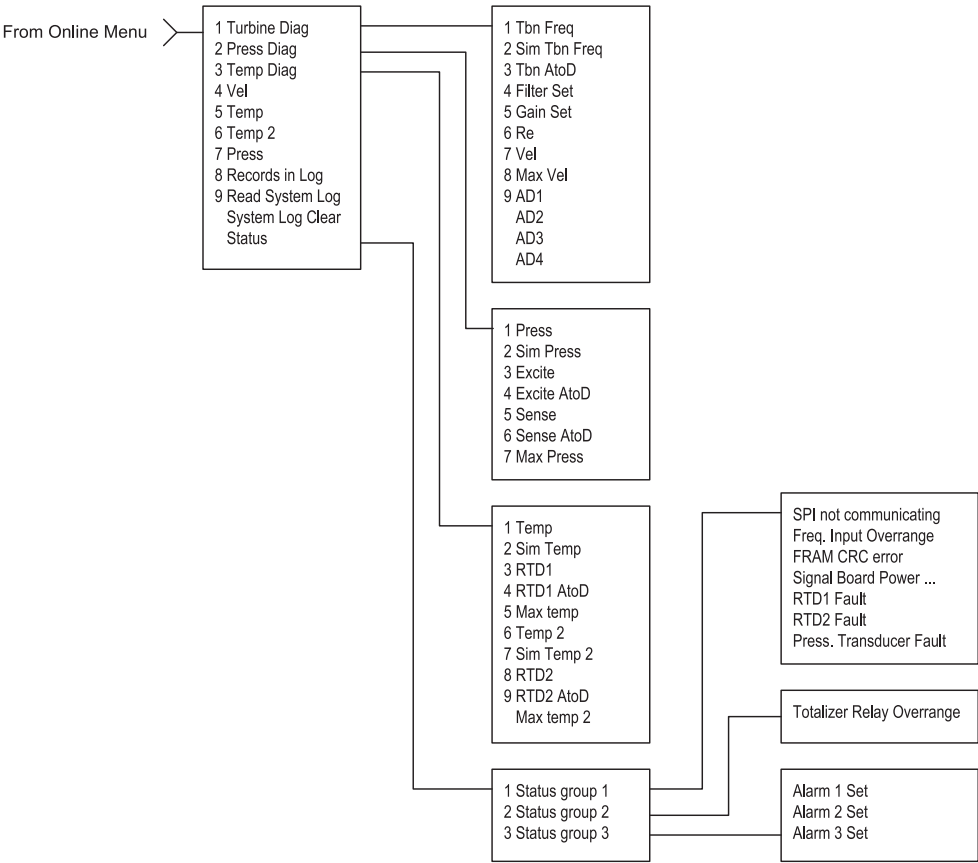 From Online Menu
1 Turbine Diag
2 Press Diag
3 Temp Diag
4 Vel
5 Temp
6 Temp 2
7 Press
8 Records in Log
9 Read System Log
System Log Clear
Status
1 Tbn Freq
2 Sim Tbn Freq
3 Tbn AtoD
4 Filter Set
5 Gain Set
6 Re
7 Vel
8 Max Vel
9 AD1
AD2
AD3
AD4
1 Press
2 Sim Press
3 Excite
4 Excite AtoD
5 Sense
6 Sense AtoD
7 Max Press
1 Temp
2 Sim Temp
3 RTD1
4 RTD1 AtoD
5 Max temp
6 Temp 2
7 Sim Temp 2
8 RTD2
9 RTD2 AtoD
Max temp 2
1 Status group 1
2 Status group 2
3 Status group 3
SPI not communicating
Freq. Input Overrange
FRAM CRC error
Signal Board Power ...
RTD1 Fault
RTD2 Fault
Press. Transducer Fault
Totalizer Relay Overrange
Alarm 1 Set
Alarm 2 Set
Alarm 3 Set